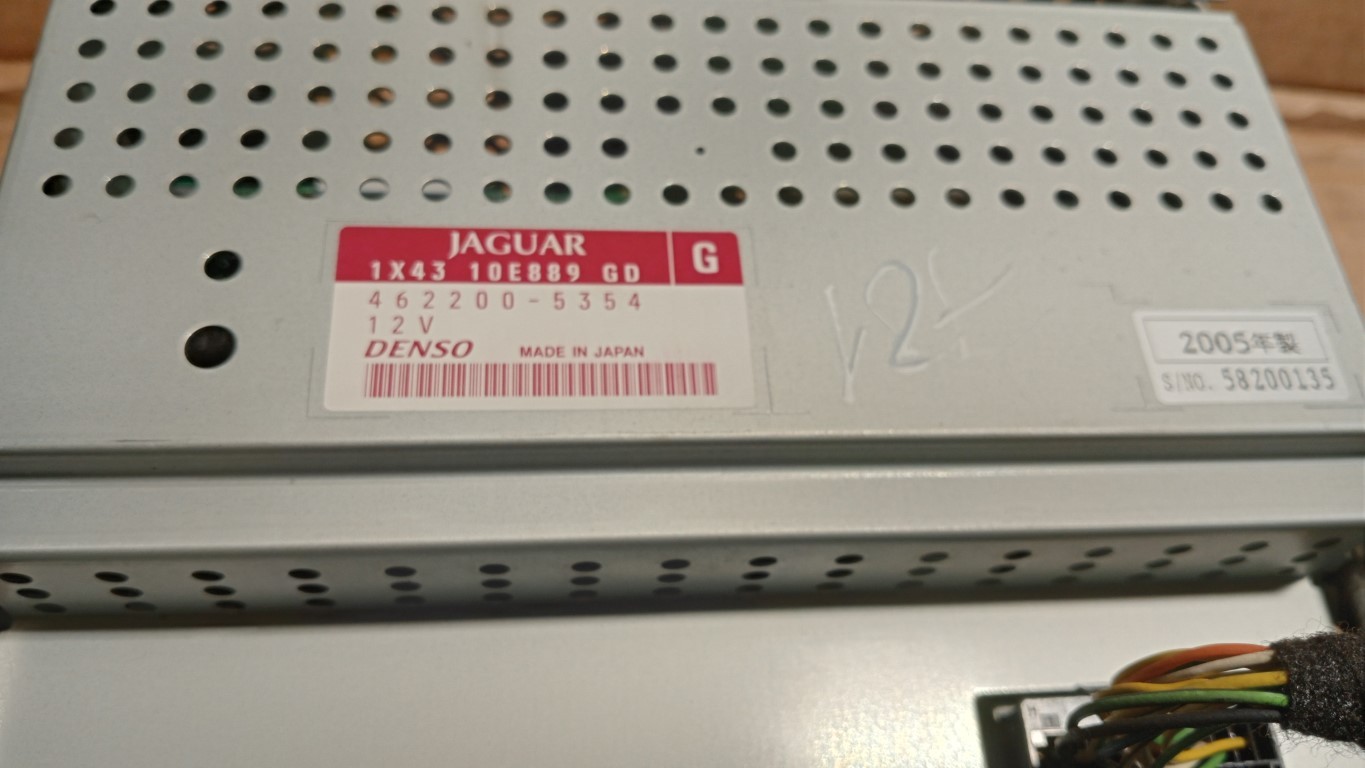 JAGUAR
G
1X43 10E889 GD
462200-5354
12V
DENSO MADE IN JAPAN
2005年製
S/NO. 58200135